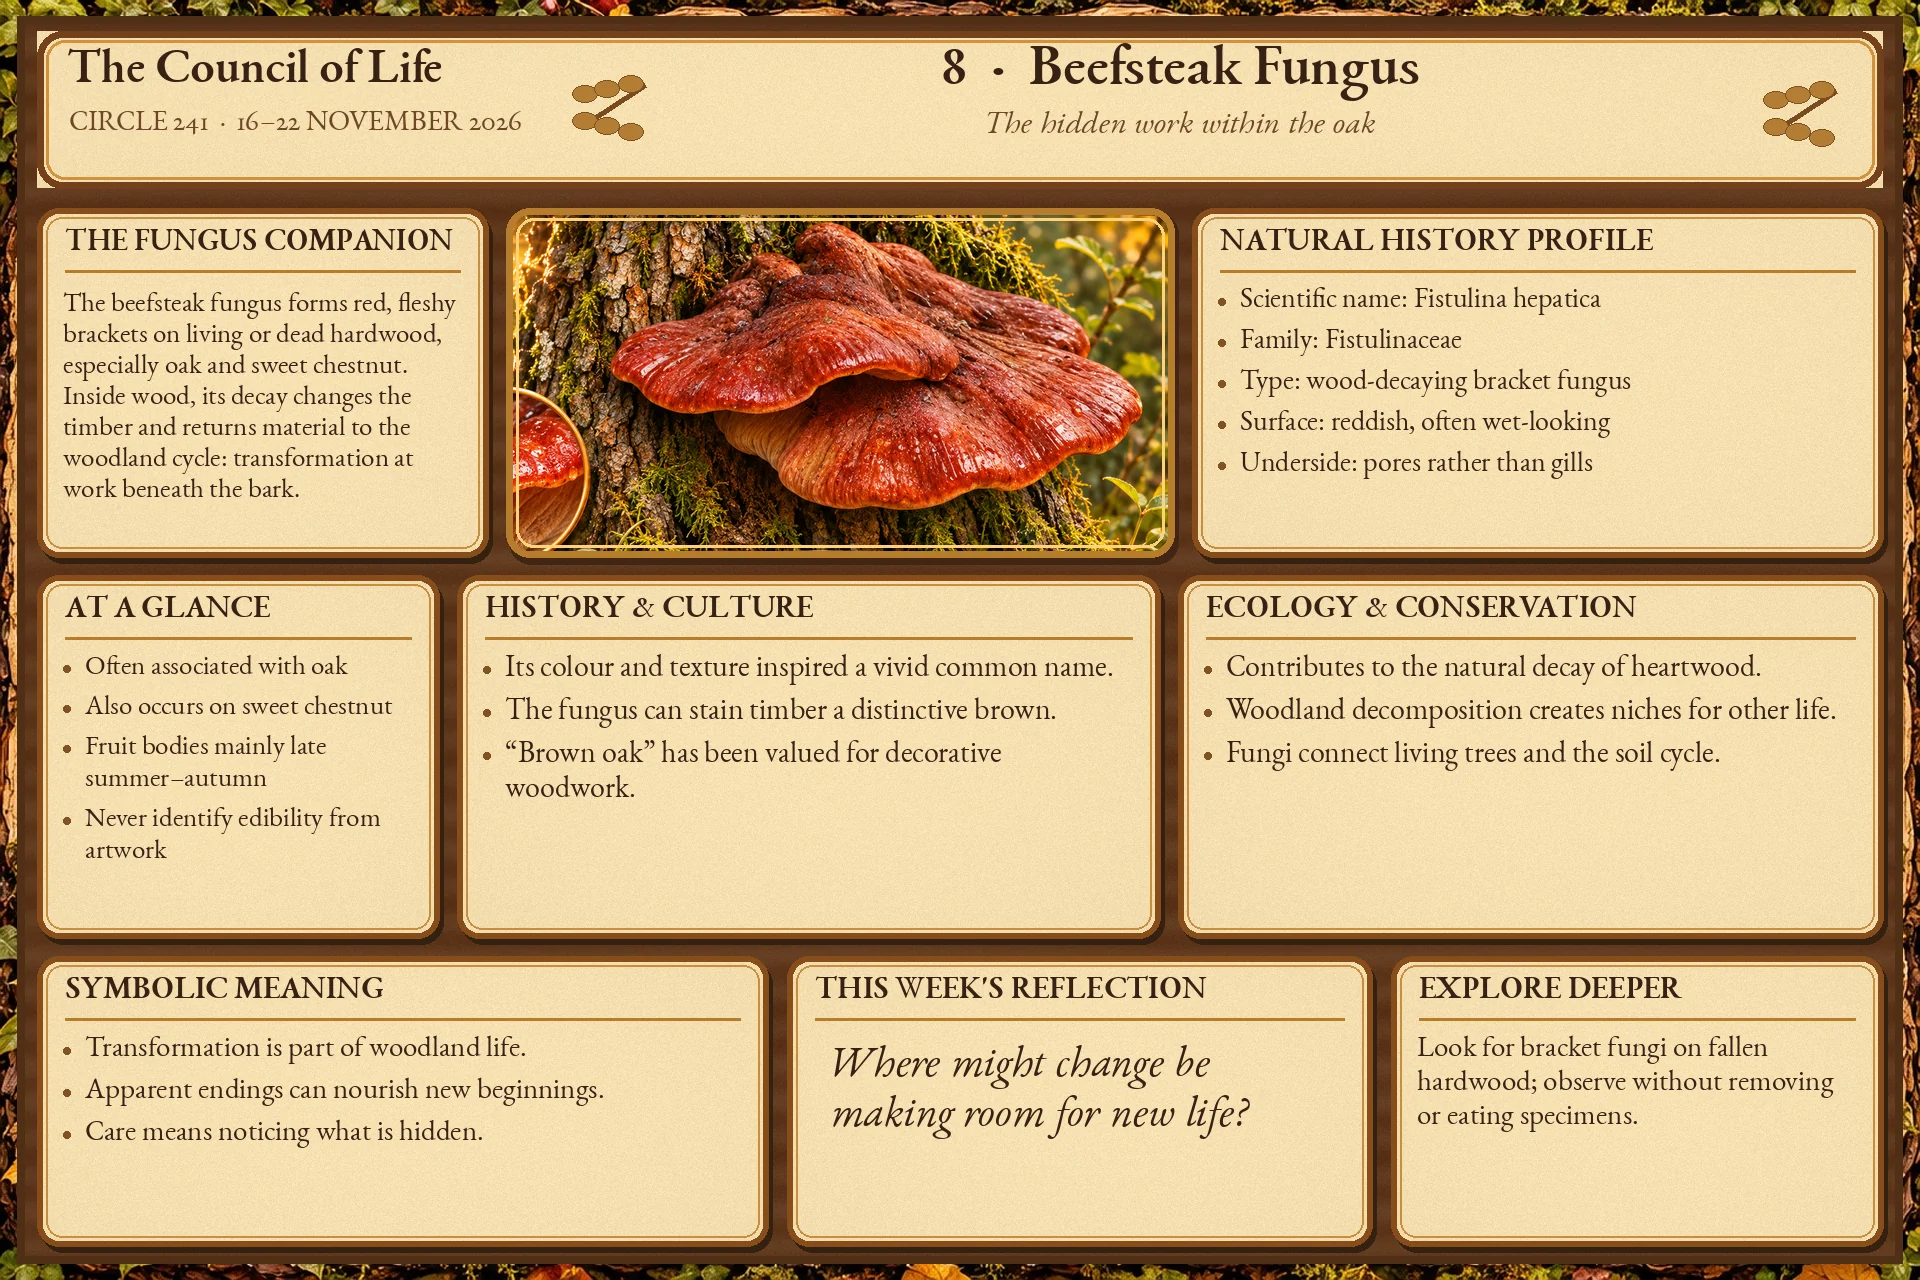 The Council of Life
CIRCLE 241 · 16–22 NOVEMBER 2026
8 · Beefsteak Fungus
The hidden work within the oak
THE FUNGUS COMPANION
The beefsteak fungus forms red, fleshy
brackets on living or dead hardwood,
especially oak and sweet chestnut.
Inside wood, its decay changes the
timber and returns material to the
woodland cycle: transformation at
work beneath the bark.
NATURAL HISTORY PROFILE
• Scientific name: Fistulina hepatica
• Family: Fistulinaceae
• Type: wood-decaying bracket fungus
• Surface: reddish, often wet-looking
• Underside: pores rather than gills
AT A GLANCE
• Often associated with oak
• Also occurs on sweet chestnut
• Fruit bodies mainly late
summer–autumn
• Never identify edibility from
artwork
HISTORY & CULTURE
• Its colour and texture inspired a vivid common name.
• The fungus can stain timber a distinctive brown.
• “Brown oak” has been valued for decorative
woodwork.
ECOLOGY & CONSERVATION
• Contributes to the natural decay of heartwood.
• Woodland decomposition creates niches for other life.
• Fungi connect living trees and the soil cycle.
SYMBOLIC MEANING
• Transformation is part of woodland life.
• Apparent endings can nourish new beginnings.
• Care means noticing what is hidden.
THIS WEEK'S REFLECTION
Where might change be
making room for new life?
EXPLORE DEEPER
Look for bracket fungi on fallen
hardwood; observe without removing
or eating specimens.